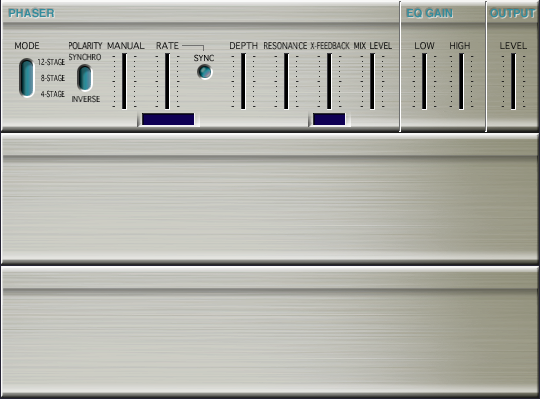 PHASER
EQ GAIN
OUTPUT
MODE
12-STAGE
8-STAGE
4-STAGE
POLARITY
SYNCHRO
INVERSE
MANUAL
RATE
SYNC
DEPTH
RESONANCE
X-FEEDBACK
MIX LEVEL
LOW
HIGH
LEVEL